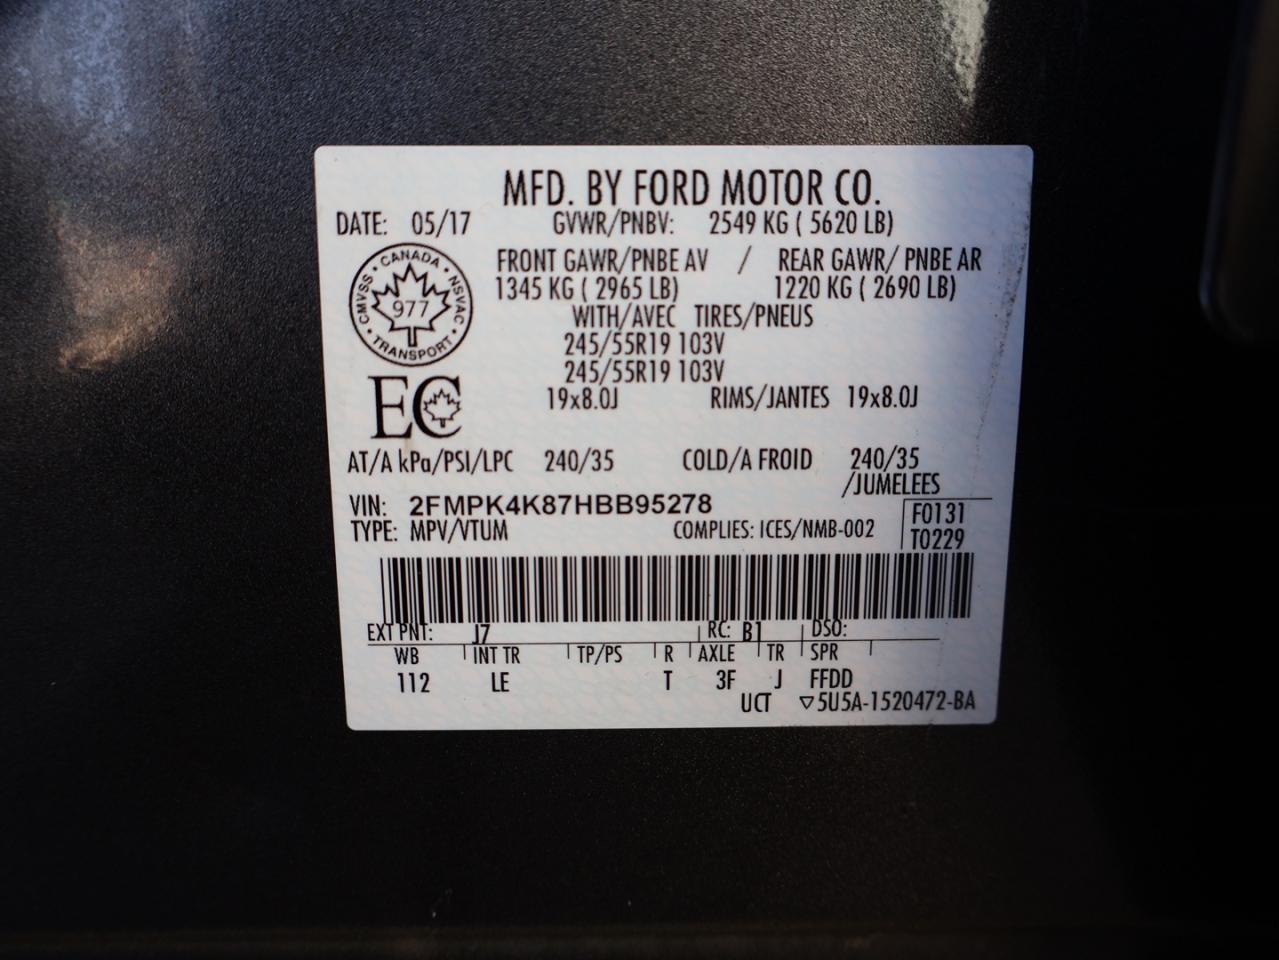 MFD. BY FORD MOTOR CO.
DATE: 05/17 GVWR/PNBV: 2549 KG ( 5620 LB)
FRONT GAWR/PNBE AV / REAR GAWR/ PNBE AR
1345 KG ( 2965 LB) 1220 KG ( 2690 LB)
WITH/AVEC TIRES/PNEUS
245/55R19 103V
245/55R19 103V
19x8.0J RIMS/JANTES 19x8.0J
CMVSS • CANADA • NSVAC • TRANSPORT •
977
EC
AT/A kPa/PSI/LPC 240/35 COLD/A FROID 240/35
/JUMELEES
VIN: 2FMPK4K87HBB95278
TYPE: MPV/VTUM COMPLIES: ICES/NMB-002
F0131
T0229
EXT PNT: J7 RC: B1 DSO:
WB INT TR TP/PS R AXLE TR SPR
112 LE T 3F J FFDD
UCT ▽5U5A-1520472-BA